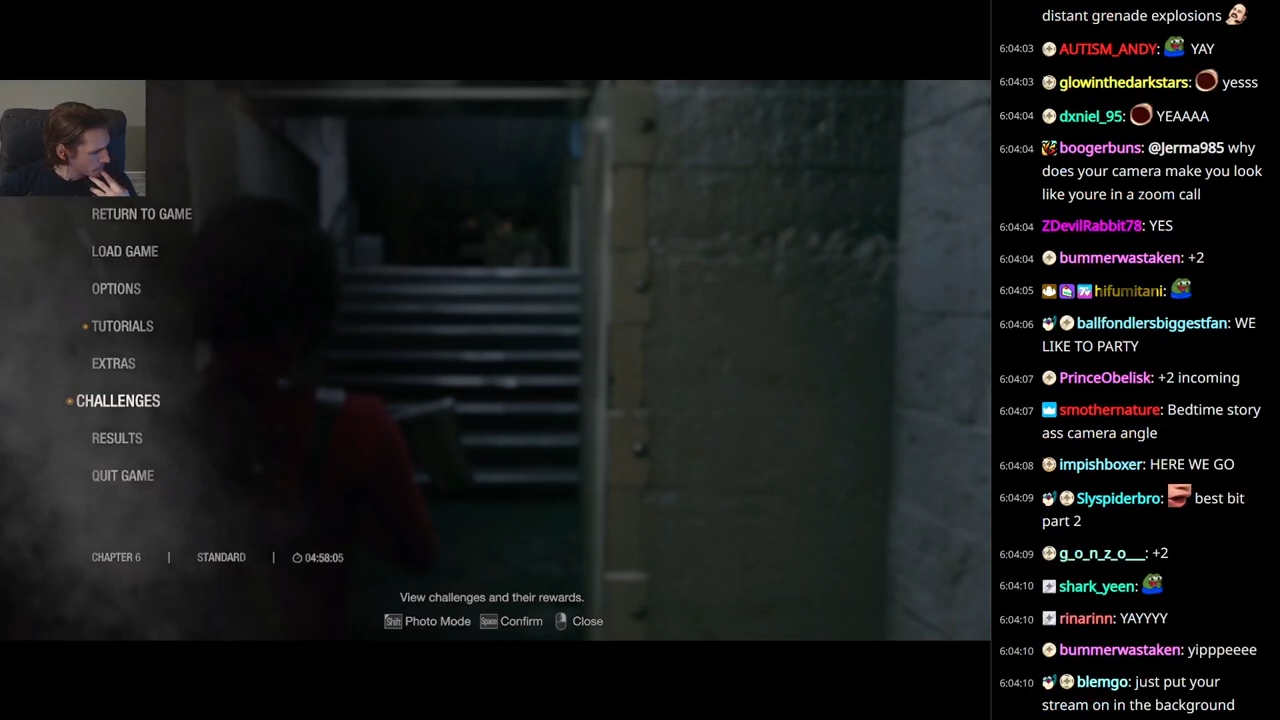 RETURN TO GAME
LOAD GAME
OPTIONS
TUTORIALS
EXTRAS
CHALLENGES
RESULTS
QUIT GAME
CHAPTER 6 | STANDARD | 04:58:05
View challenges and their rewards.
Shift Photo Mode Space Confirm Close
distant grenade explosions
6:04:03 AUTISM_ANDY: YAY
6:04:03 glowinthedarkstars: yesss
6:04:04 dxniel_95: YEAAAA
6:04:04 boogerbuns: @Jerma985 why
does your camera make you look
like youre in a zoom call
6:04:04 ZDevilRabbit78: YES
6:04:04 bummerwastaken: +2
6:04:05 hifumitani:
6:04:06 ballfondlersbiggestfan: WE
LIKE TO PARTY
6:04:07 PrinceObelisk: +2 incoming
6:04:07 smothernature: Bedtime story
ass camera angle
6:04:08 impishboxer: HERE WE GO
6:04:09 Slyspiderbro: best bit
part 2
6:04:09 g_o_n_z_o___: +2
6:04:10 shark_yeen:
6:04:10 rinarinn: YAYYYY
6:04:10 bummerwastaken: yipppeeee
6:04:10 blemgo: just put your
stream on in the background